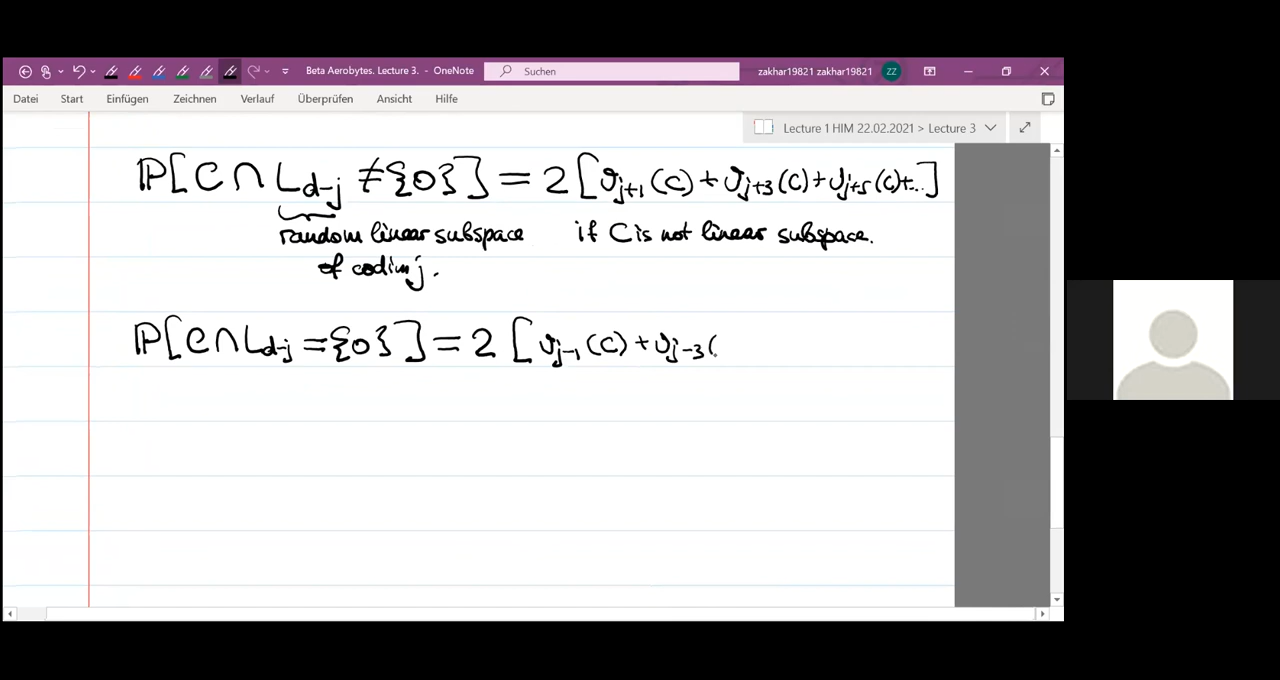 Beta Aerobytes. Lecture 3. - OneNote
Suchen
zakhar19821 zakhar19821
ZZ
Datei Start Einfügen Zeichnen Verlauf Überprüfen Ansicht Hilfe
Lecture 1 HIM 22.02.2021 > Lecture 3
ℙ[C ∩ L_{d-j} ≠ {0}] = 2 [υ_{j+1}(C) + υ_{j+3}(C) + υ_{j+5}(C) + ...]
random linear subspace if C is not linear subspace.
of codim j.
ℙ[C ∩ L_{d-j} = {0}] = 2 [υ_{j-1}(C) + υ_{j-3}(